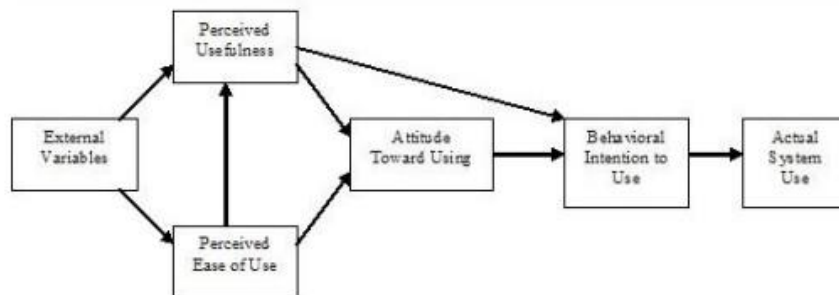 Perceived
Usefulness
External
Variables
Attitude
Toward Using
Behavioral
Intention to
Use
Actual
System
Use
Perceived
Ease of Use